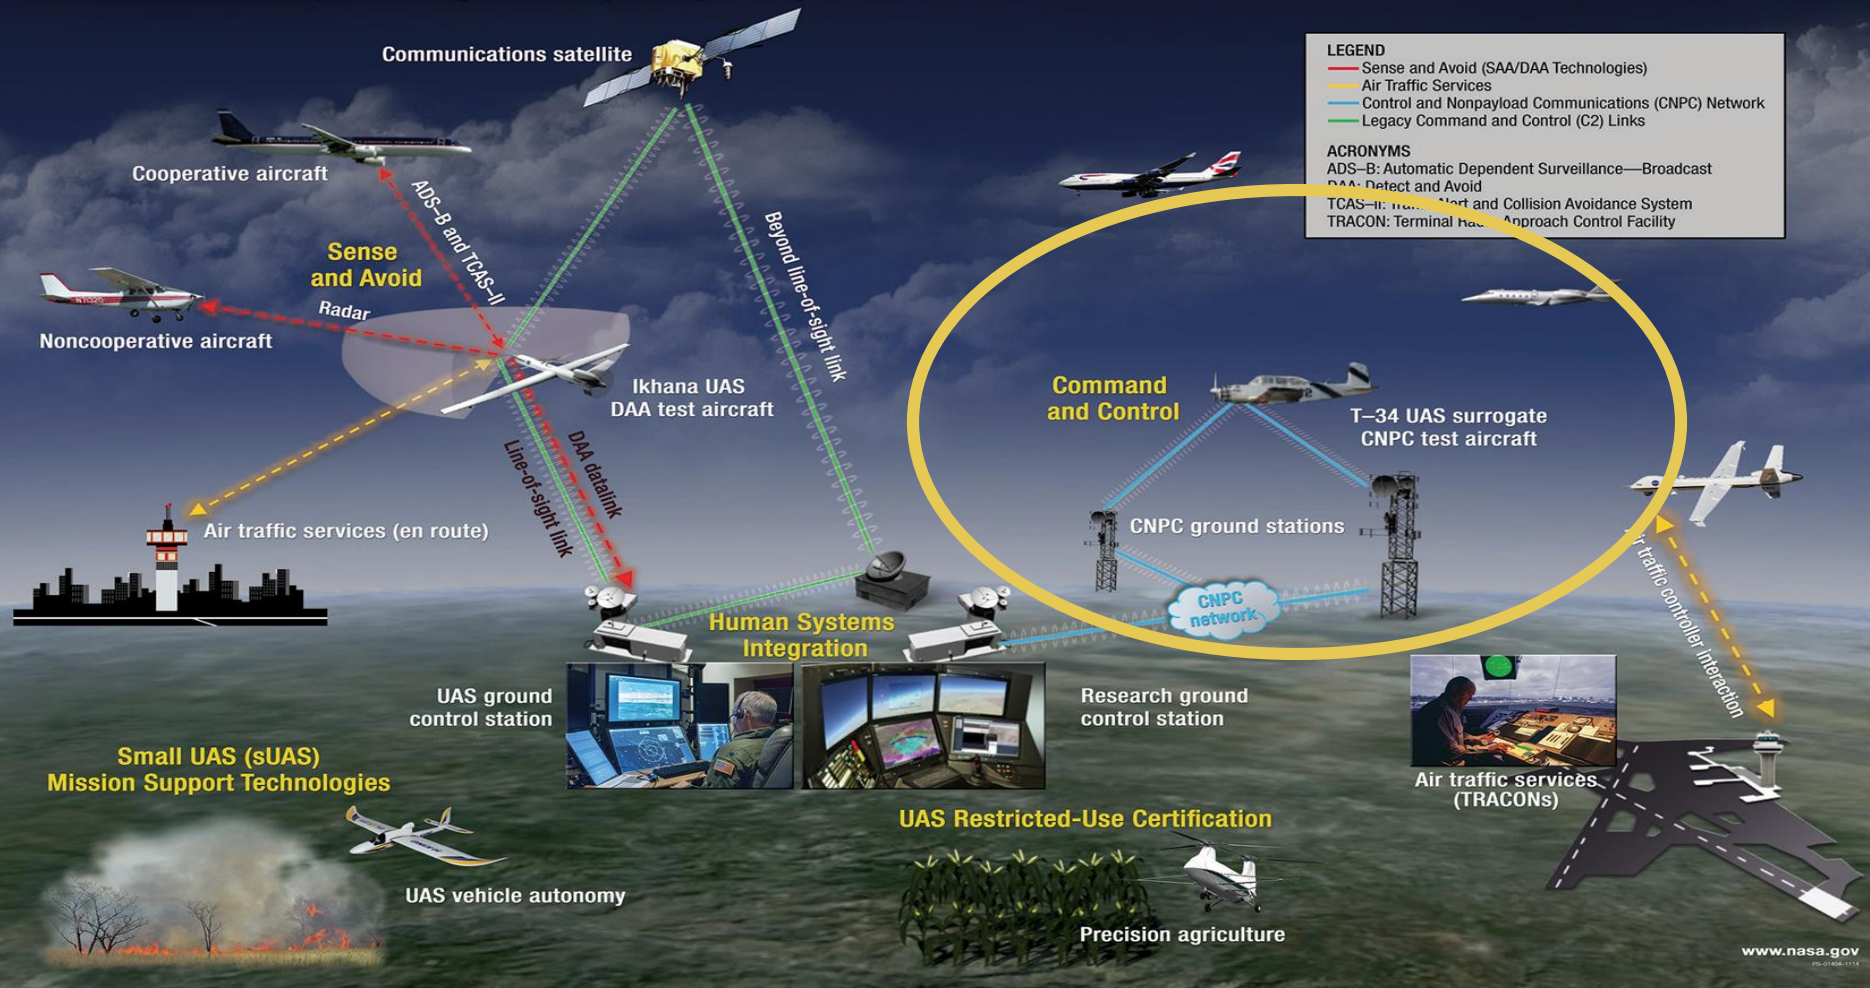 Communications satellite
Cooperative aircraft
ADS–B and TCAS–II
Sense
and Avoid
Radar
Noncooperative aircraft
Beyond line-of-sight link
Ikhana UAS
DAA test aircraft
DAA datalink
Line-of-sight link
Air traffic services (en route)
LEGEND
Sense and Avoid (SAA/DAA Technologies)
Air Traffic Services
Control and Nonpayload Communications (CNPC) Network
Legacy Command and Control (C2) Links
ACRONYMS
ADS–B: Automatic Dependent Surveillance—Broadcast
DAA: Detect and Avoid
TCAS–II: Alert and Collision Avoidance System
TRACON: Terminal Approach Control Facility
Command
and Control
T–34 UAS surrogate
CNPC test aircraft
CNPC ground stations
CNPC
network
traffic controller interaction
Human Systems
Integration
UAS ground
control station
Research ground
control station
Air traffic services
(TRACONs)
Small UAS (sUAS)
Mission Support Technologies
UAS vehicle autonomy
UAS Restricted-Use Certification
Precision agriculture
www.nasa.gov